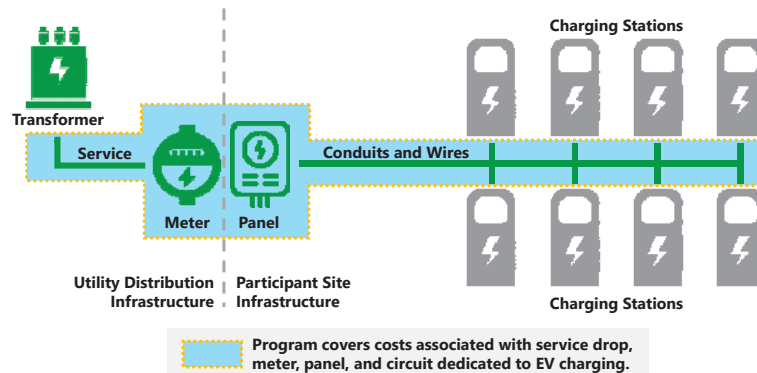 Charging Stations
Transformer
Service
Conduits and Wires
Meter
Panel
Utility Distribution
Infrastructure
Participant Site
Infrastructure
Charging Stations
Program covers costs associated with service drop,
meter, panel, and circuit dedicated to EV charging.